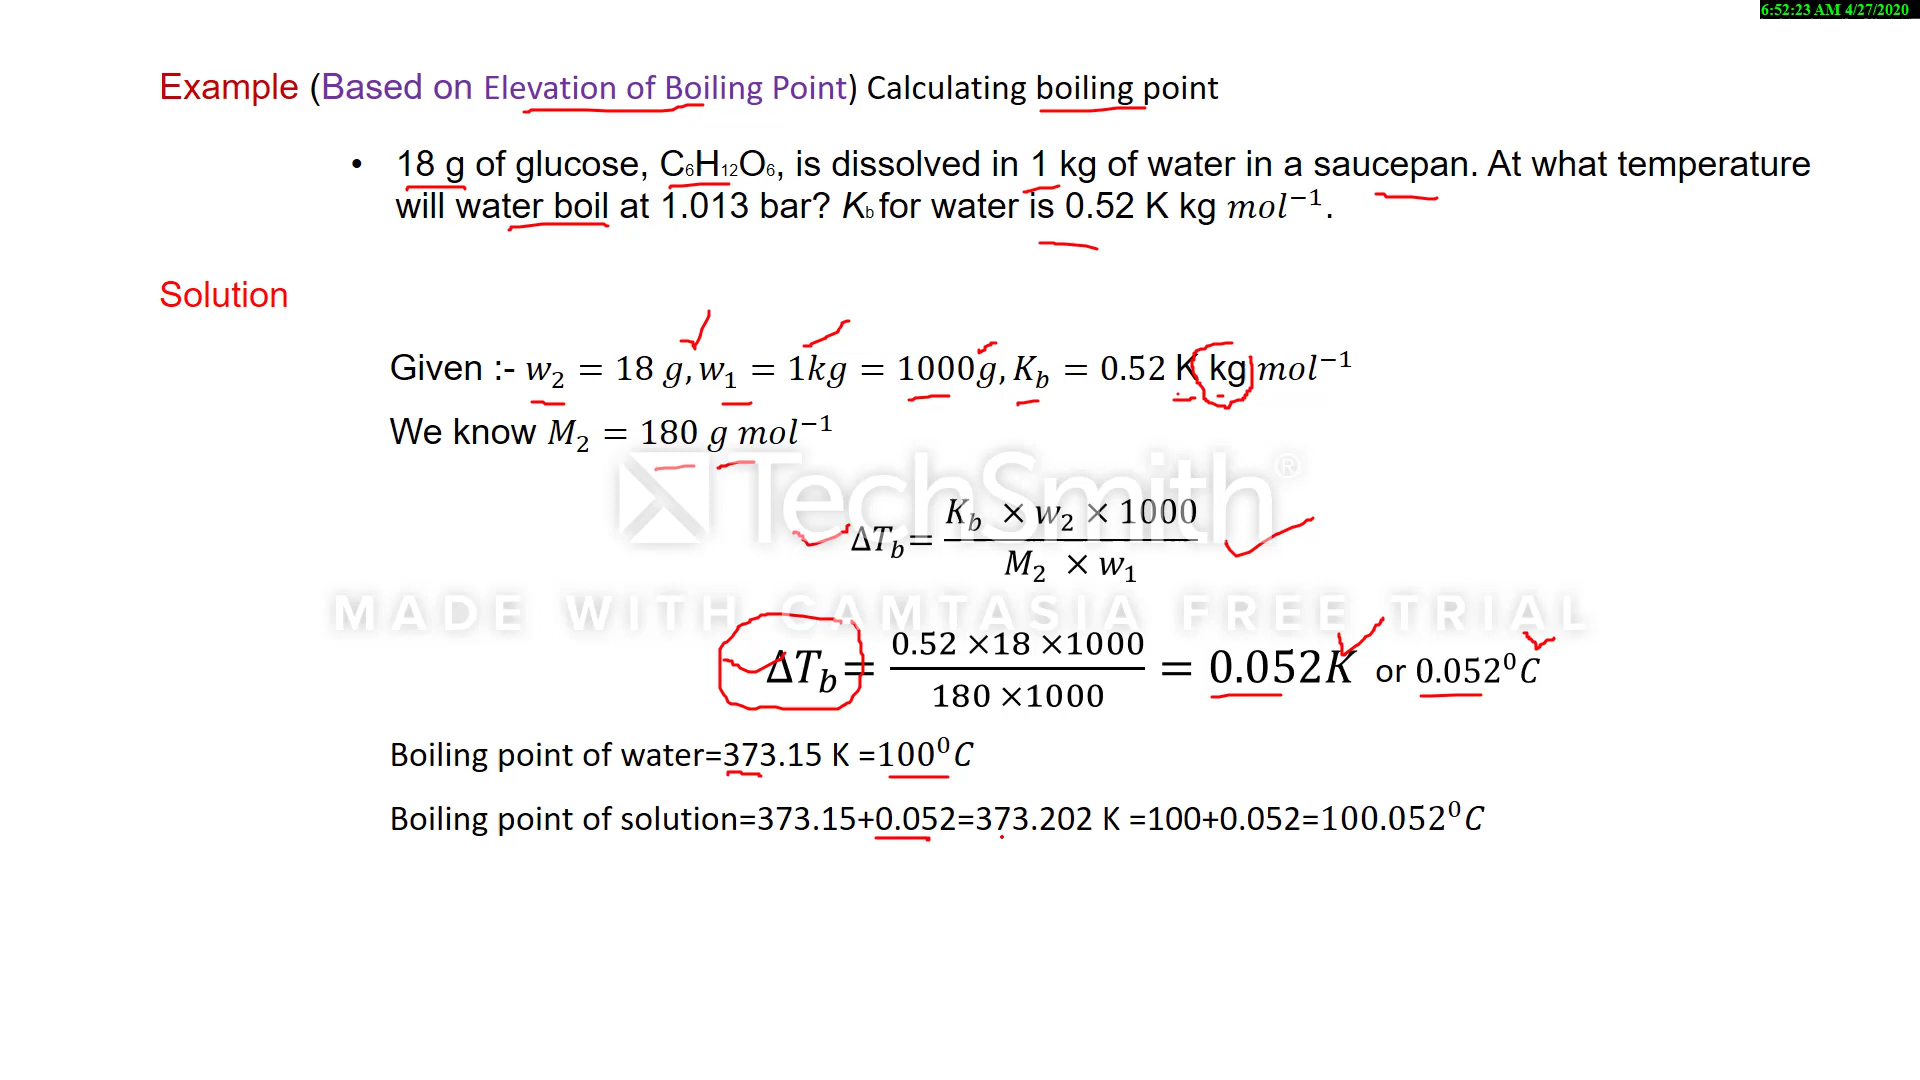 6:52:23 AM 4/27/2020
Example (Based on Elevation of Boiling Point) Calculating boiling point
• 18 g of glucose, C₆H₁₂O₆, is dissolved in 1 kg of water in a saucepan. At what temperature
will water boil at 1.013 bar? K_b for water is 0.52 K kg mol⁻¹.
Solution
Given :- w₂ = 18 g, w₁ = 1kg = 1000g, K_b = 0.52 K kg mol⁻¹
We know M₂ = 180 g mol⁻¹
TechSmith®
ΔT_b= (K_b × w₂ × 1000)/(M₂ × w₁)
MADE WITH CAMTASIA FREE TRIAL
ΔT_b= (0.52 ×18 ×1000)/(180 ×1000) = 0.052K or 0.052⁰C
Boiling point of water=373.15 K =100⁰C
Boiling point of solution=373.15+0.052=373.202 K =100+0.052=100.052⁰C